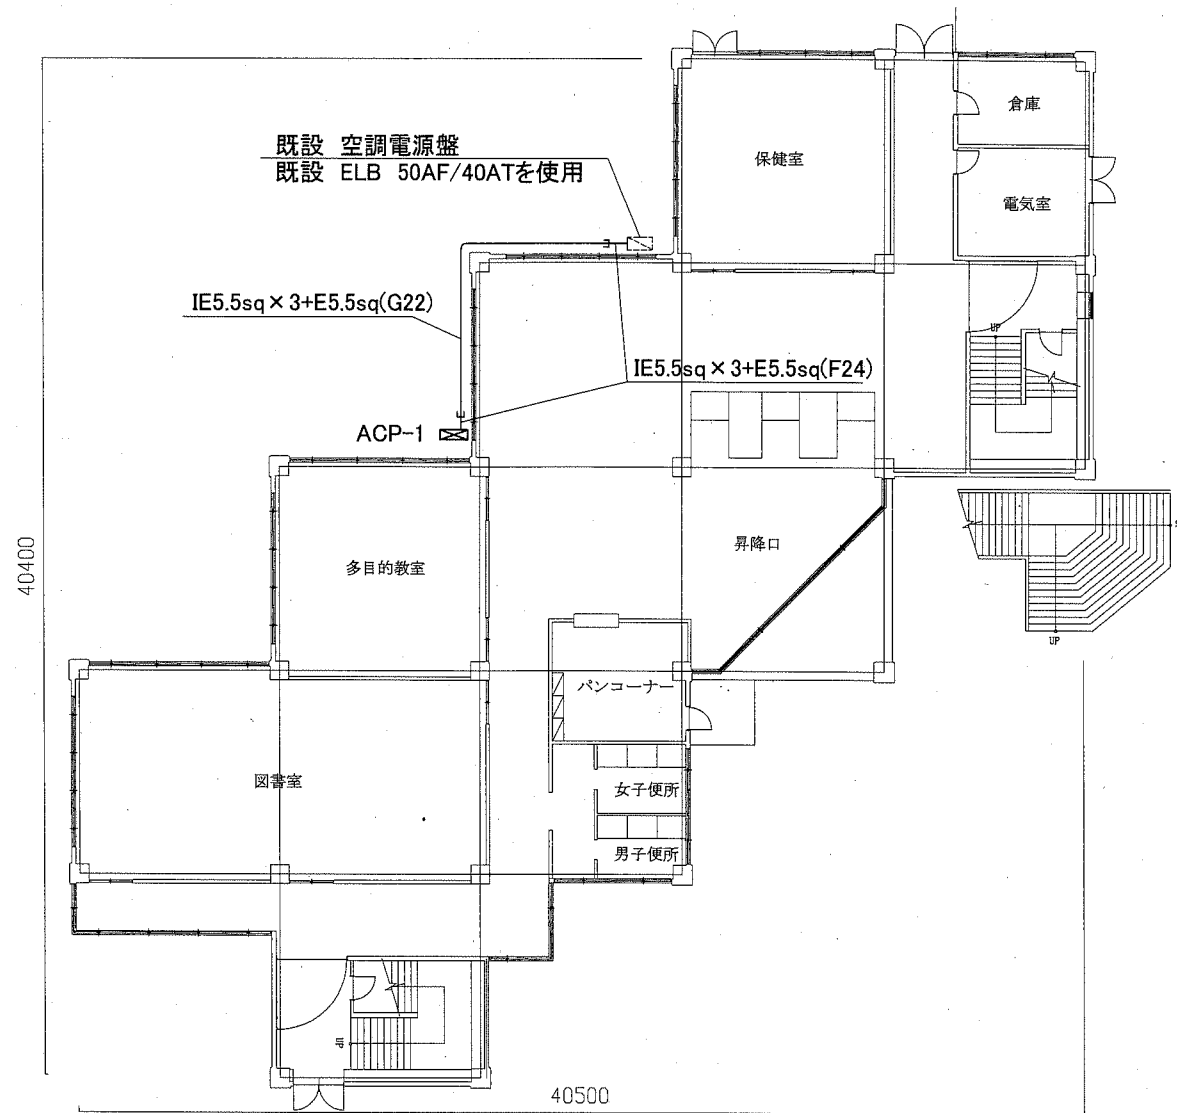 既設 空調電源盤
既設 ELB 50AF/40ATを使用
倉庫
保健室
電気室
IE5.5sq×3+E5.5sq(G22)
UP
IE5.5sq×3+E5.5sq(F24)
ACP-1
40400
昇降口
多目的教室
UP
パンコーナー
図書室
女子便所
男子便所
UP
40500